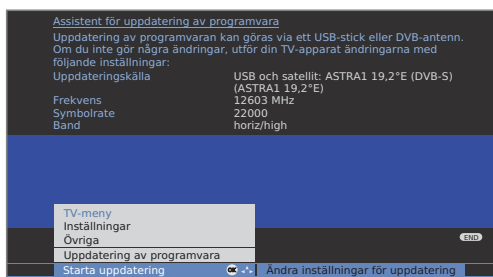 Assistent för uppdatering av programvara
Uppdatering av programvaran kan göras via ett USB-stick eller DVB-antenn.
Om du inte gör några ändringar, utför din TV-apparat ändringarna med
följande inställningar:
Uppdateringskälla USB och satellit: ASTRA1 19,2°E (DVB-S)
(ASTRA1 19,2°E)
Frekvens 12603 MHz
Symbolrate 22000
Band horiz/high
TV-meny
Inställningar
Övriga
END
Uppdatering av programvara
Starta uppdatering OK Ändra inställningar för uppdatering